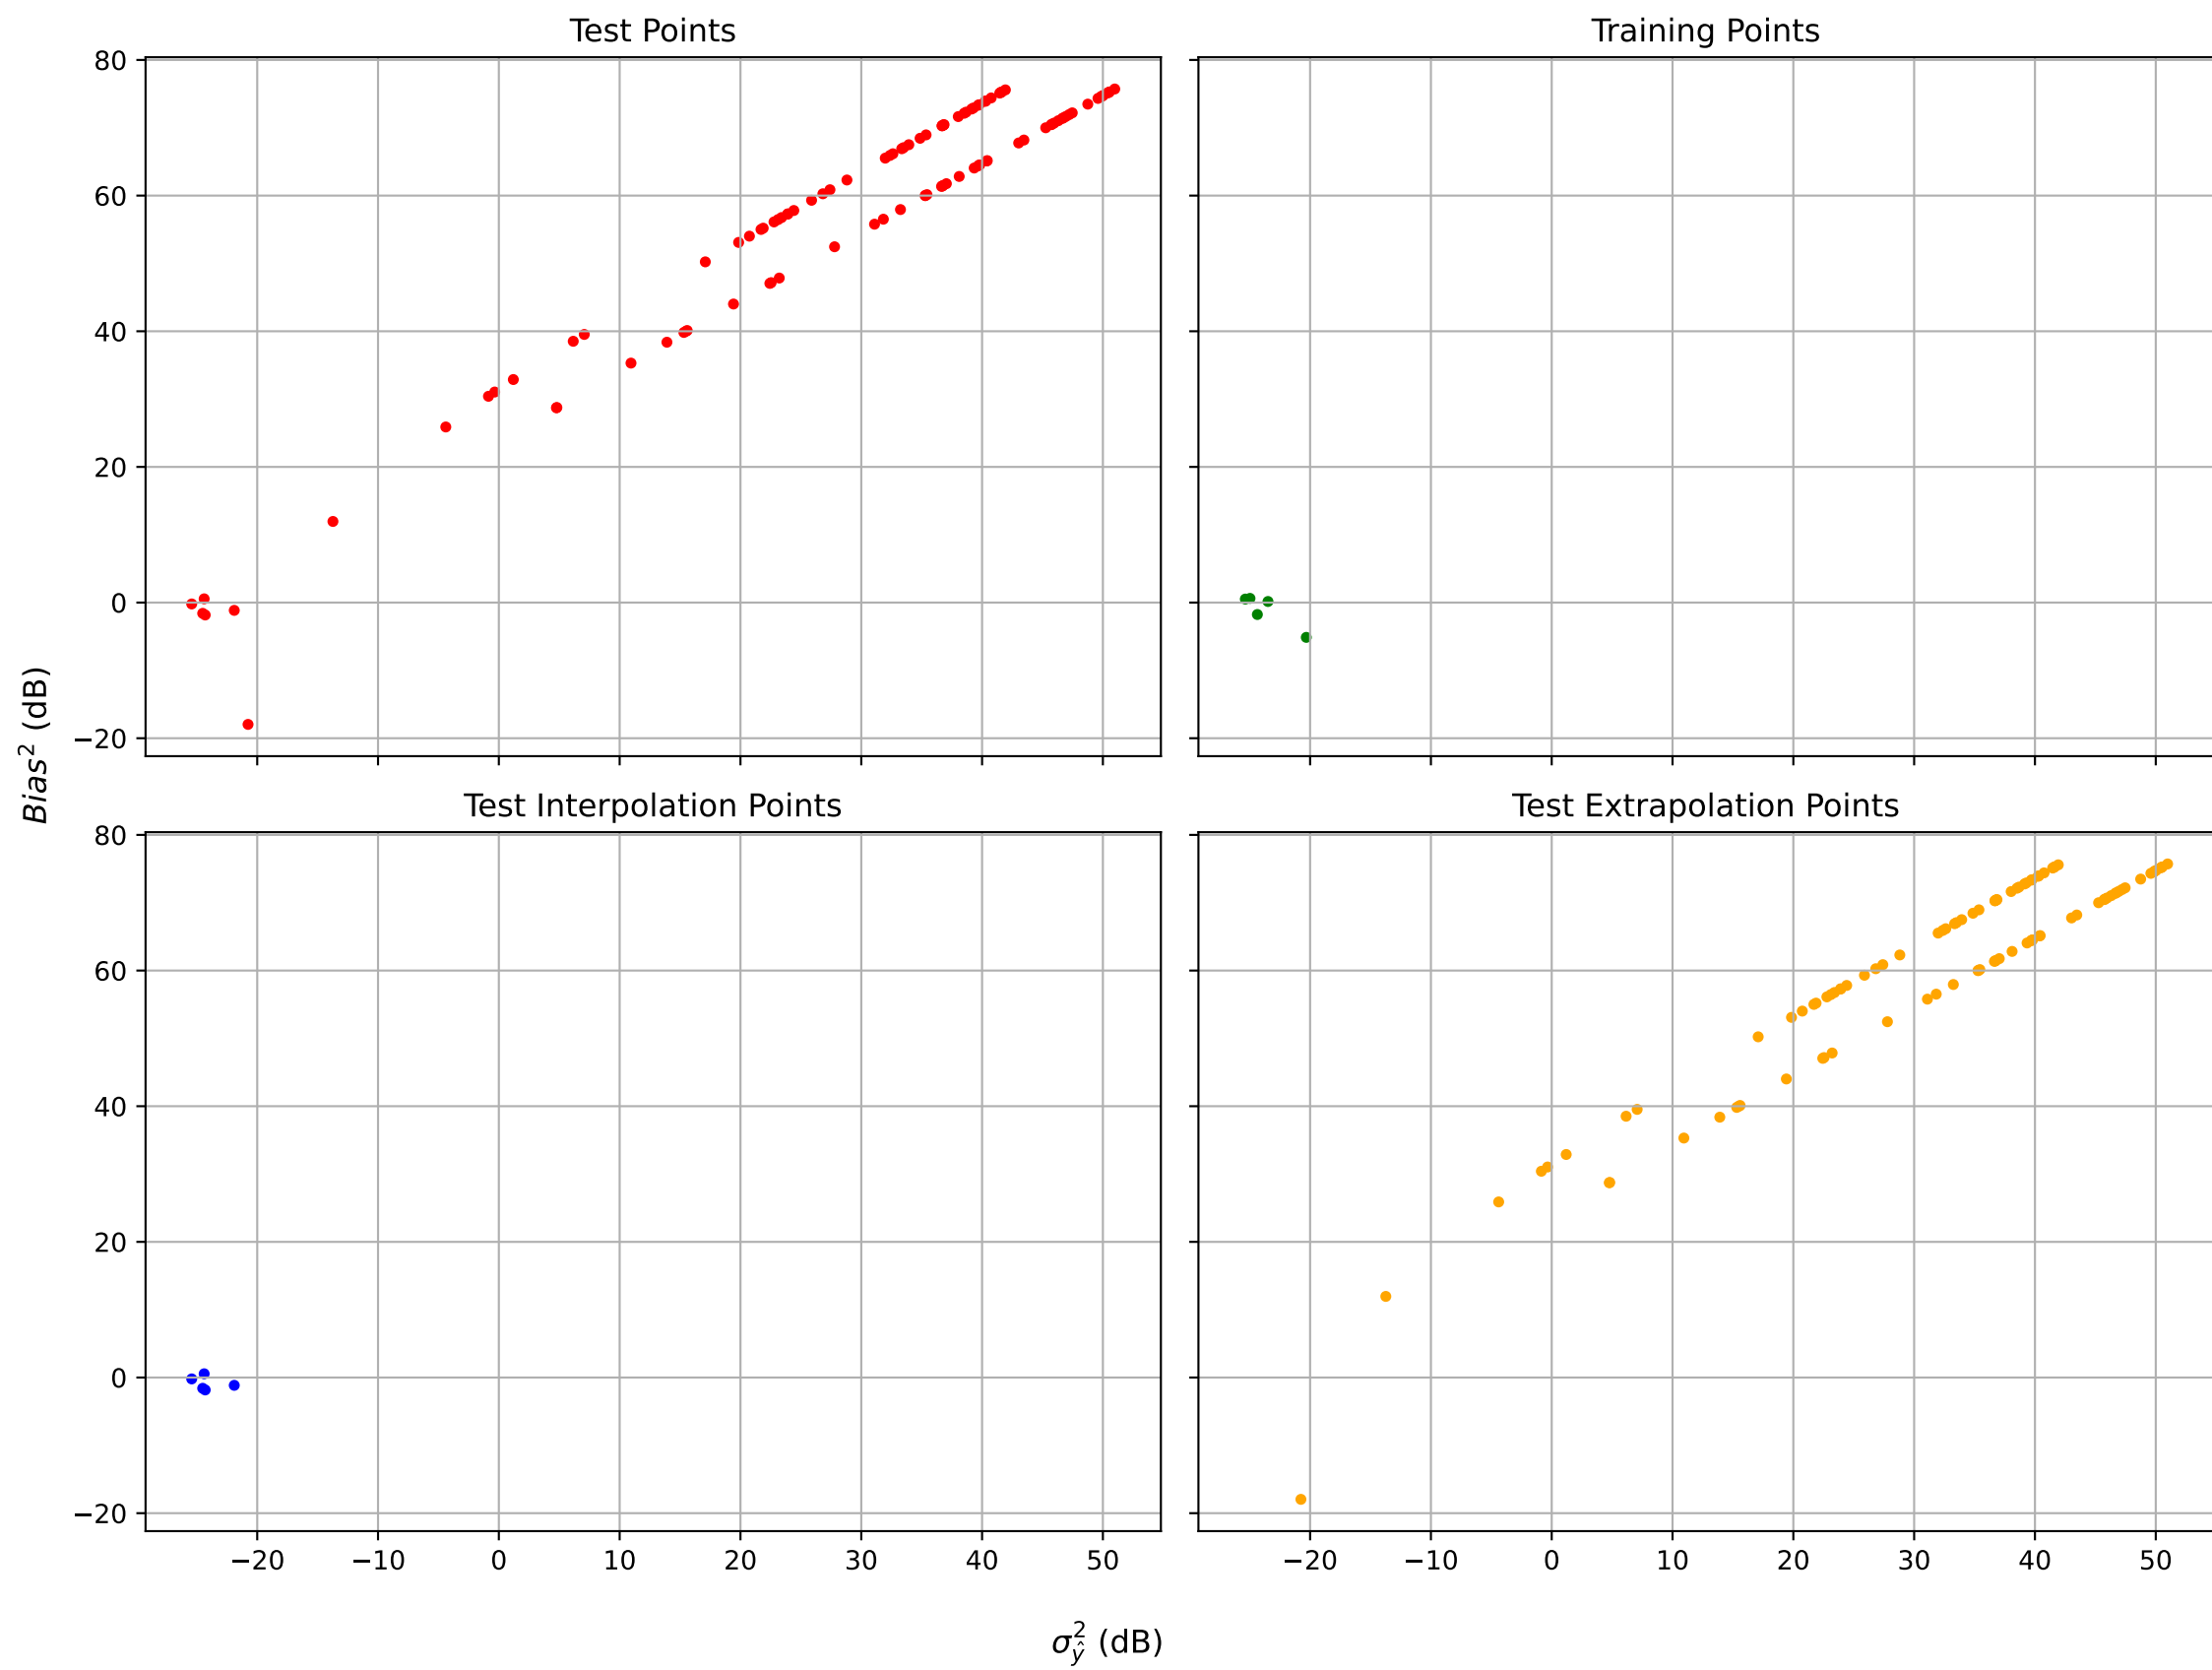 Test Points
Training Points
80
60
40
20
0
−20
Bias² (dB)
Test Interpolation Points
Test Extrapolation Points
80
60
40
20
0
−20
−20 −10 0 10 20 30 40 50
−20 −10 0 10 20 30 40 50
σ²_ŷ (dB)